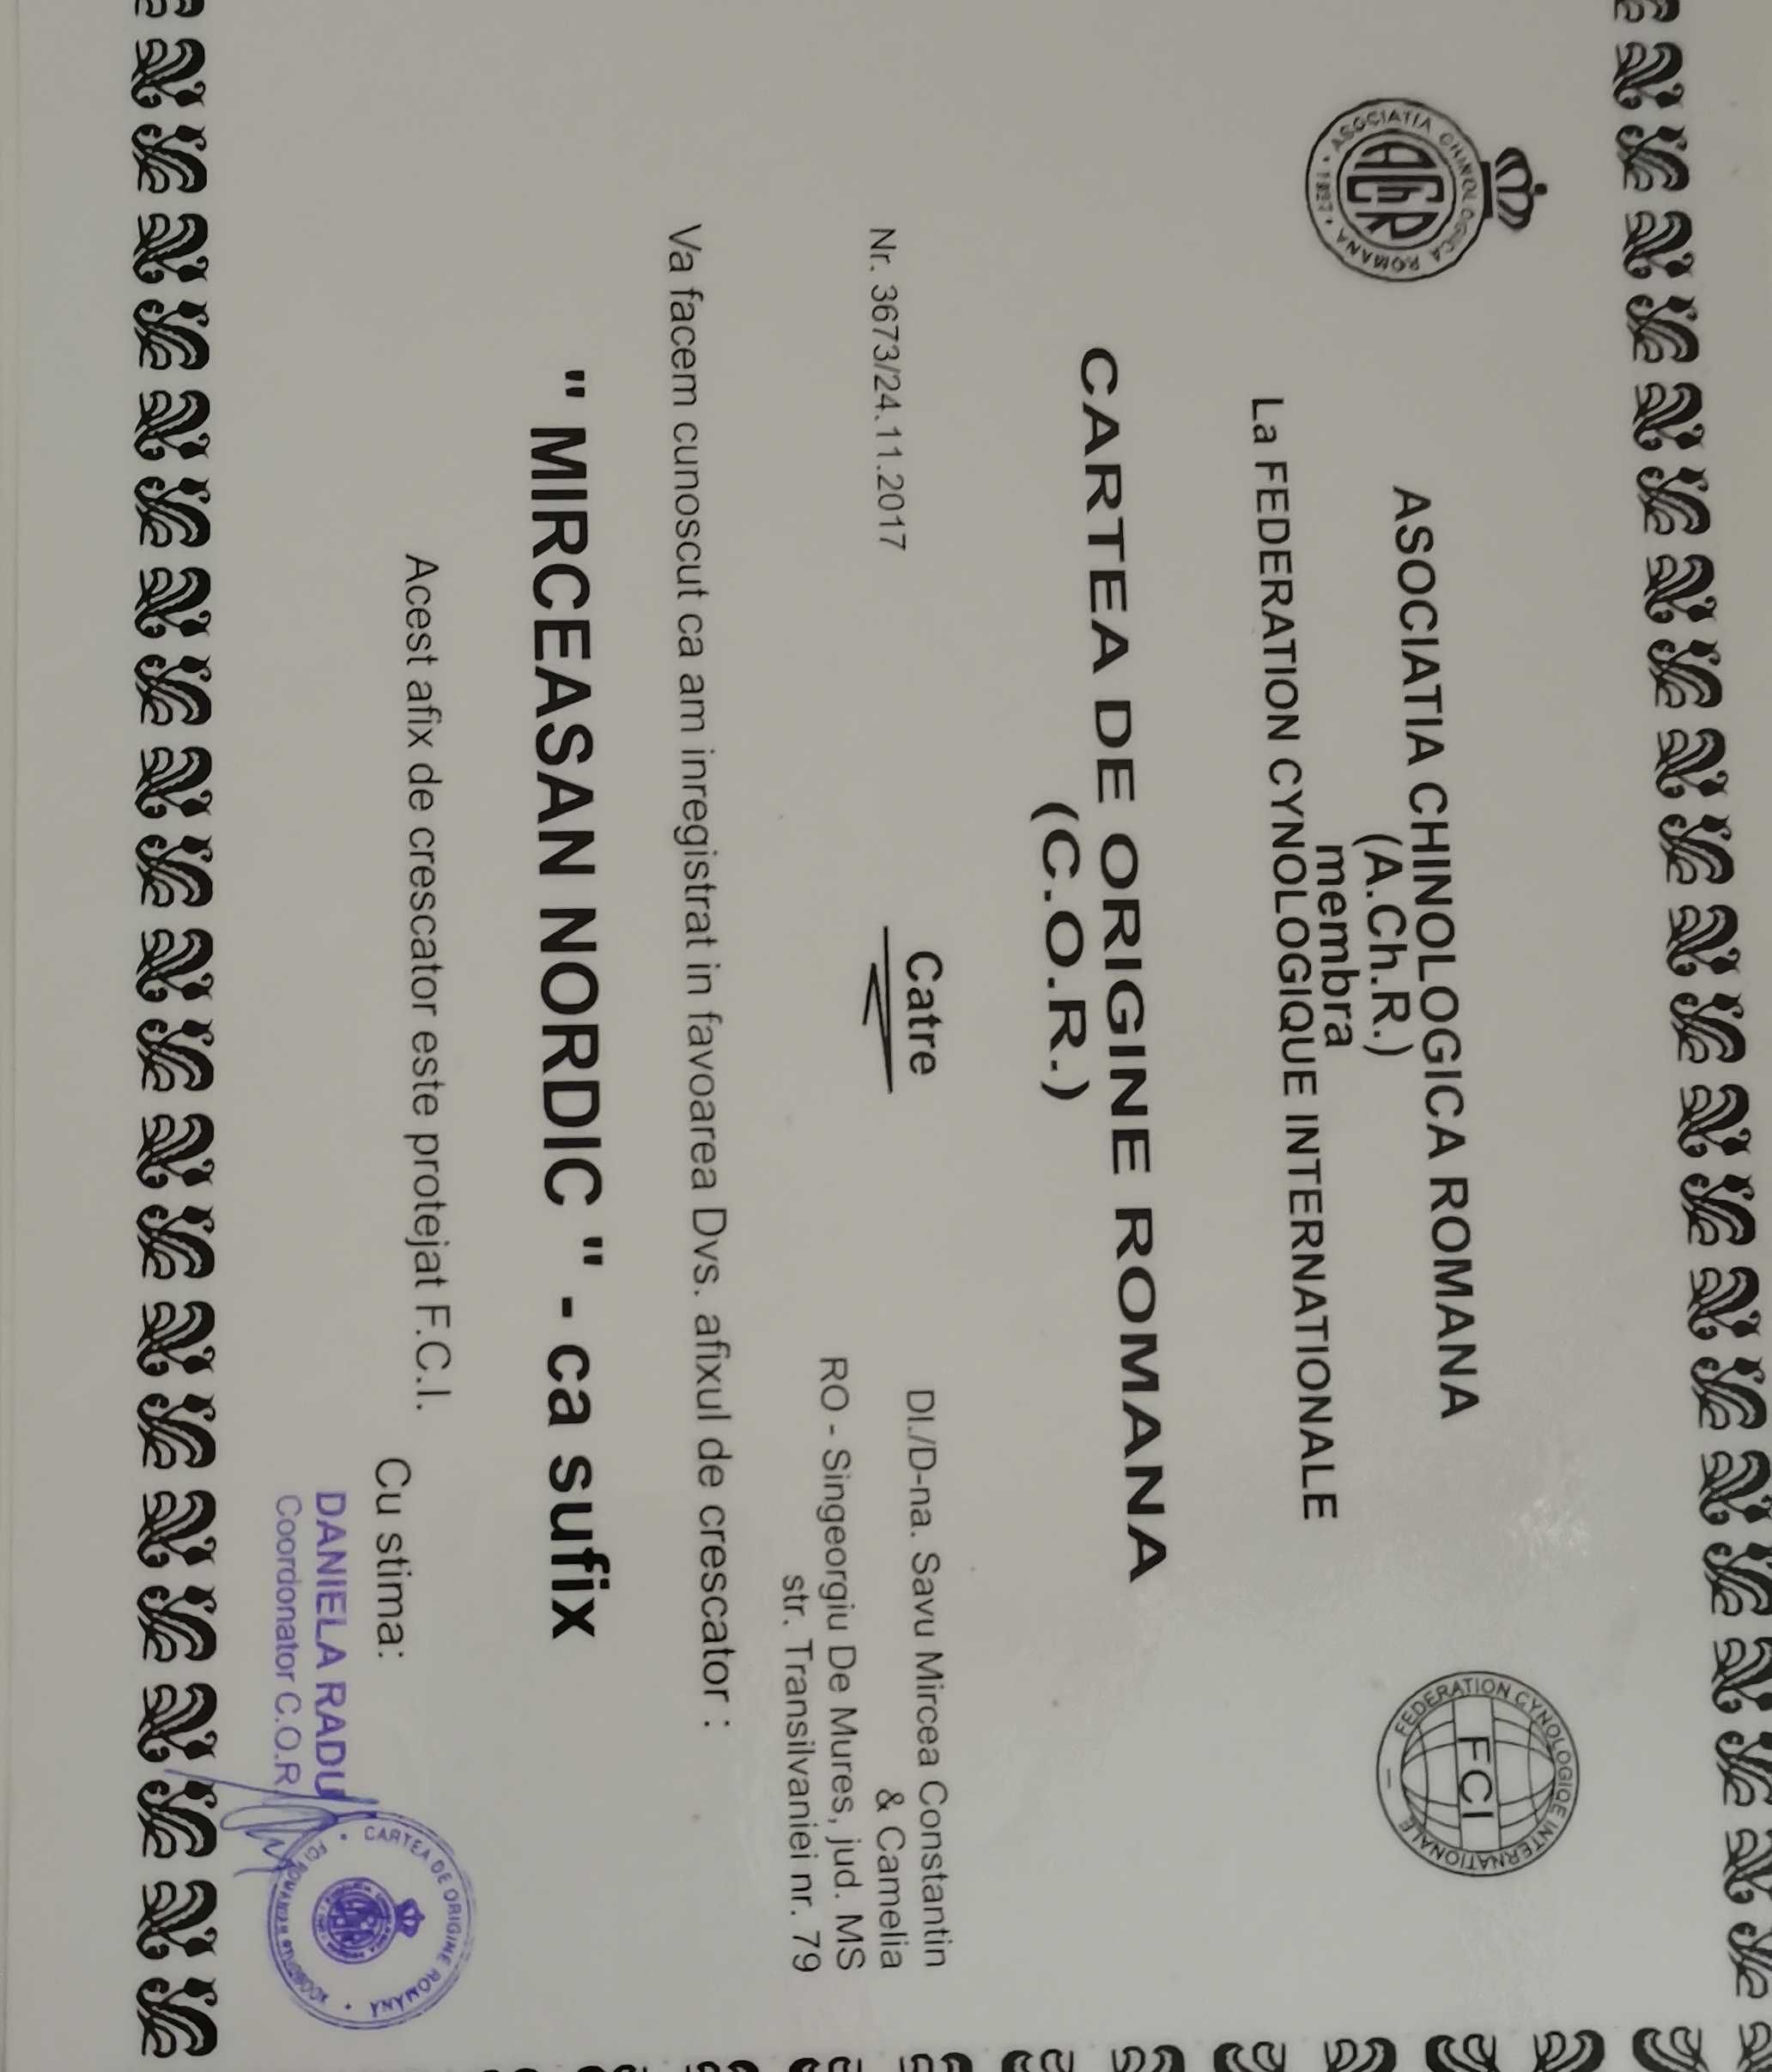 ASOCIATIA CHINOLOGICA ROMANA · 1927 ·
AChR
ASOCIATIA CHINOLOGICA ROMANA
(A.Ch.R.)
membra
La FEDERATION CYNOLOGIQUE INTERNATIONALE
FEDERATION CYNOLOGIQE INTERNATIONALE
FCI
CARTEA DE ORIGINE ROMANA
(C.O.R.)
Nr. 3673/24.11.2017
Catre
Dl./D-na. Savu Mircea Constantin
& Camelia
RO - Singeorgiu De Mures, jud. MS
str. Transilvaniei nr. 79
Va facem cunoscut ca am inregistrat in favoarea Dvs. afixul de crescator :
" MIRCEASAN NORDIC " - ca sufix
Acest afix de crescator este protejat F.C.I.
Cu stima:
DANIELA RADU
Coordonator C.O.R
CARTEA DE ORIGINE ROMANA